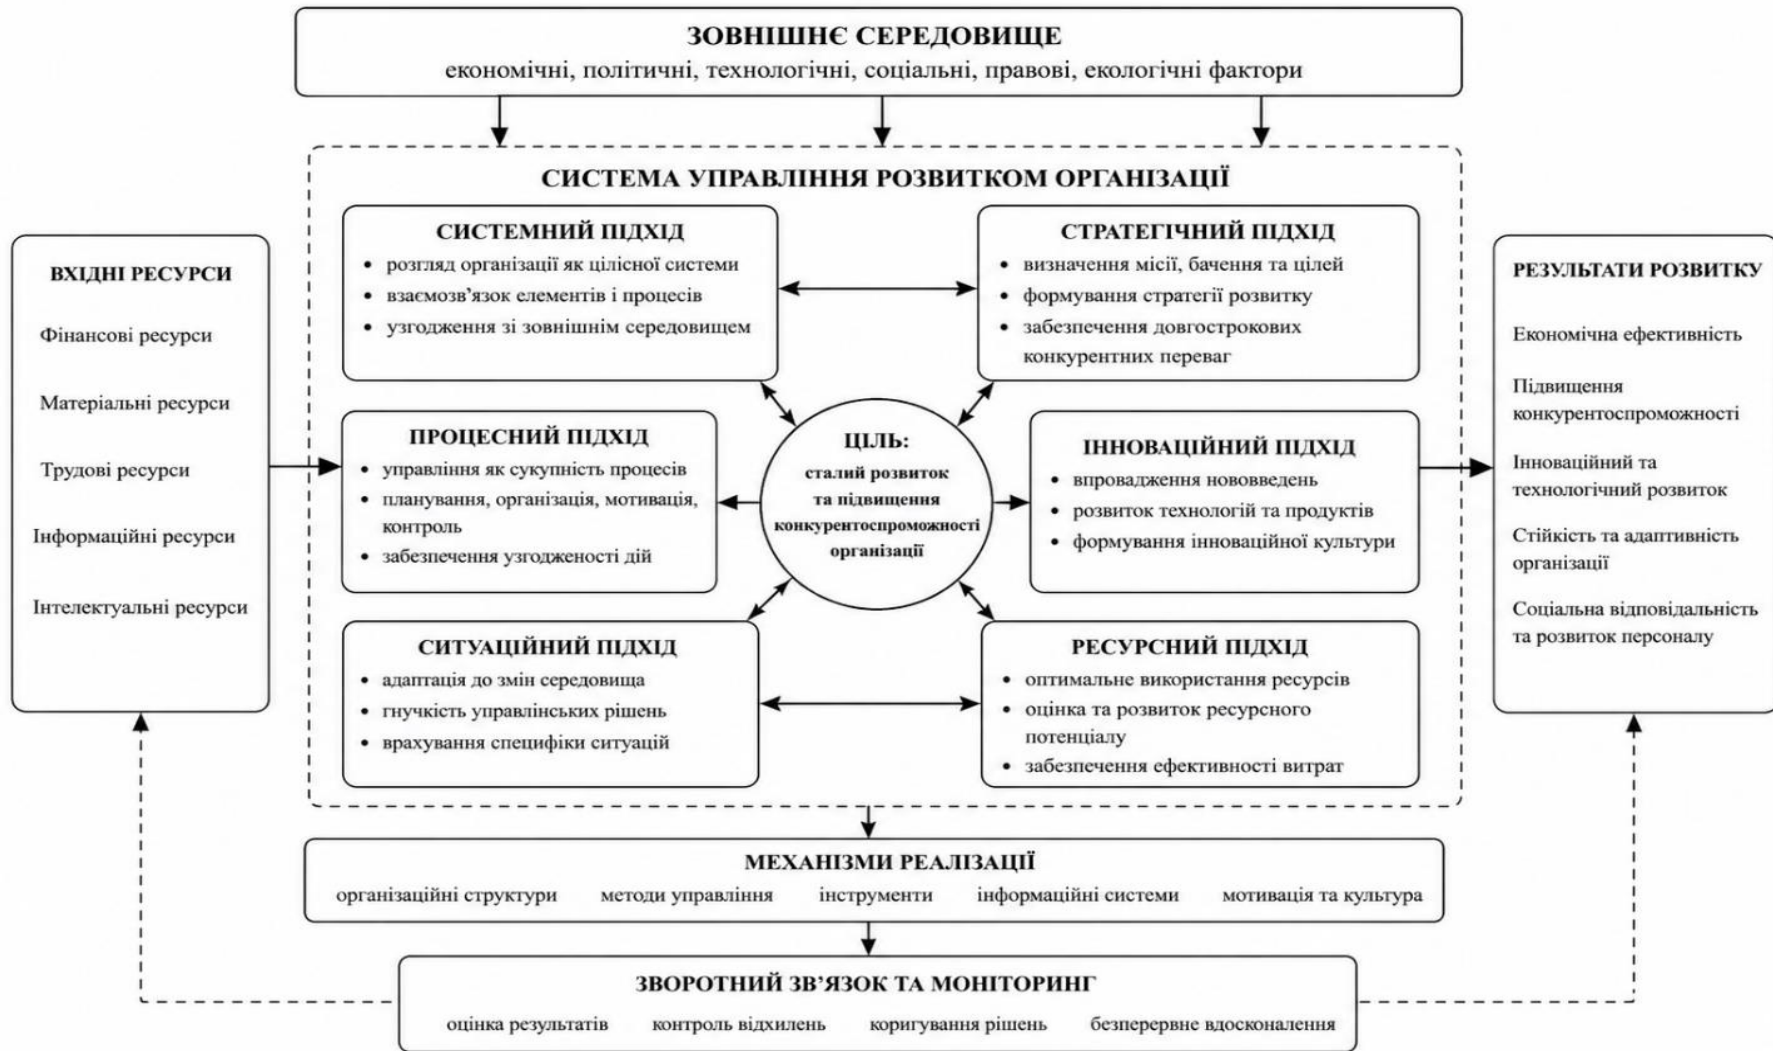 ЗОВНІШНЄ СЕРЕДОВИЩЕ
економічні, політичні, технологічні, соціальні, правові, екологічні фактори
СИСТЕМА УПРАВЛІННЯ РОЗВИТКОМ ОРГАНІЗАЦІЇ
ВХІДНІ РЕСУРСИ
Фінансові ресурси
Матеріальні ресурси
Трудові ресурси
Інформаційні ресурси
Інтелектуальні ресурси
СИСТЕМНИЙ ПІДХІД
• розгляд організації як цілісної системи
• взаємозв’язок елементів і процесів
• узгодження зі зовнішнім середовищем
СТРАТЕГІЧНИЙ ПІДХІД
• визначення місії, бачення та цілей
• формування стратегії розвитку
• забезпечення довгострокових
конкурентних переваг
ПРОЦЕСНИЙ ПІДХІД
• управління як сукупність процесів
• планування, організація, мотивація,
контроль
• забезпечення узгодженості дій
ЦІЛЬ:
сталий розвиток
та підвищення
конкурентоспроможності
організації
ІННОВАЦІЙНИЙ ПІДХІД
• впровадження нововведень
• розвиток технологій та продуктів
• формування інноваційної культури
СИТУАЦІЙНИЙ ПІДХІД
• адаптація до змін середовища
• гнучкість управлінських рішень
• врахування специфіки ситуацій
РЕСУРСНИЙ ПІДХІД
• оптимальне використання ресурсів
• оцінка та розвиток ресурсного
потенціалу
• забезпечення ефективності витрат
РЕЗУЛЬТАТИ РОЗВИТКУ
Економічна ефективність
Підвищення
конкурентоспроможності
Інноваційний та
технологічний розвиток
Стійкість та адаптивність
організації
Соціальна відповідальність
та розвиток персоналу
МЕХАНІЗМИ РЕАЛІЗАЦІЇ
організаційні структури методи управління інструменти інформаційні системи мотивація та культура
ЗВОРОТНИЙ ЗВ’ЯЗОК ТА МОНІТОРИНГ
оцінка результатів контроль відхилень коригування рішень безперервне вдосконалення